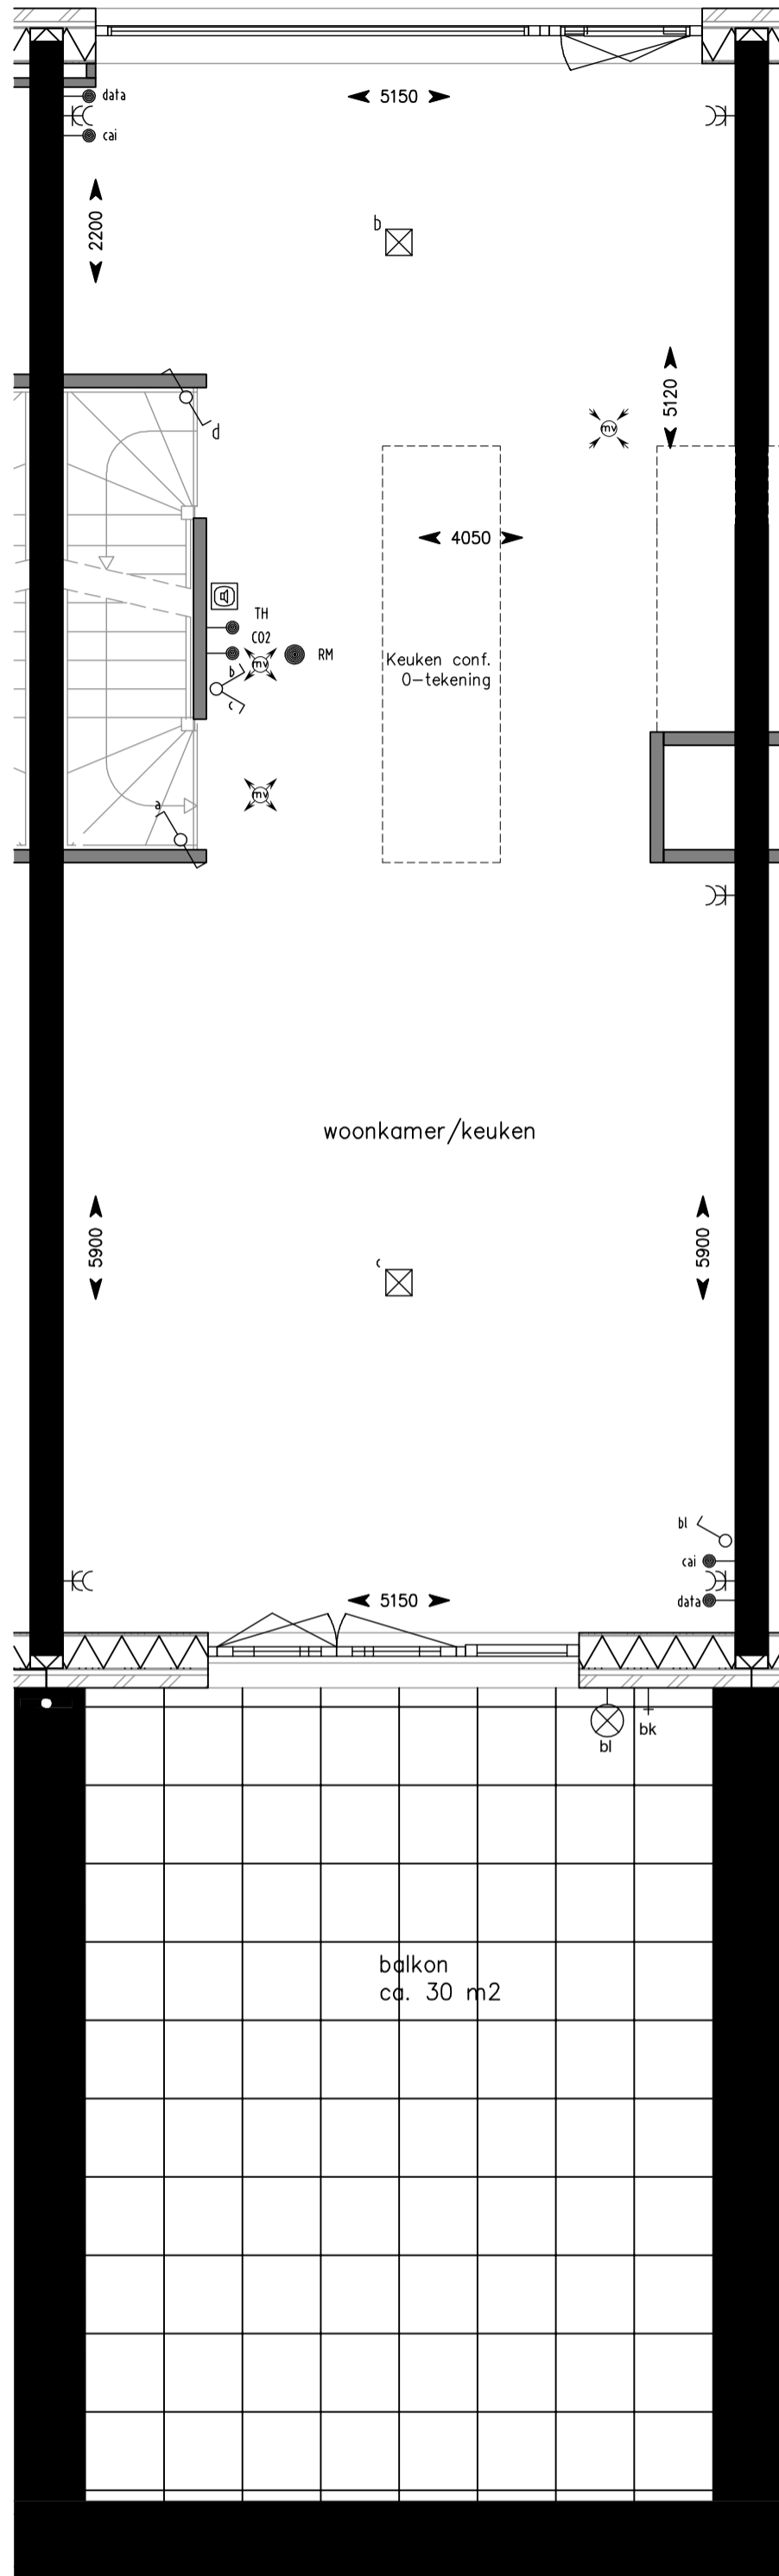 data
5150
cai
2200
b
5120
mv
d
4050
TH
CO2
RM
mv
b
c
Keuken conf.
0-tekening
mv
a
woonkamer/keuken
5900
5900
c
bl
cai
5150
data
bl
bk
balkon
ca. 30 m2